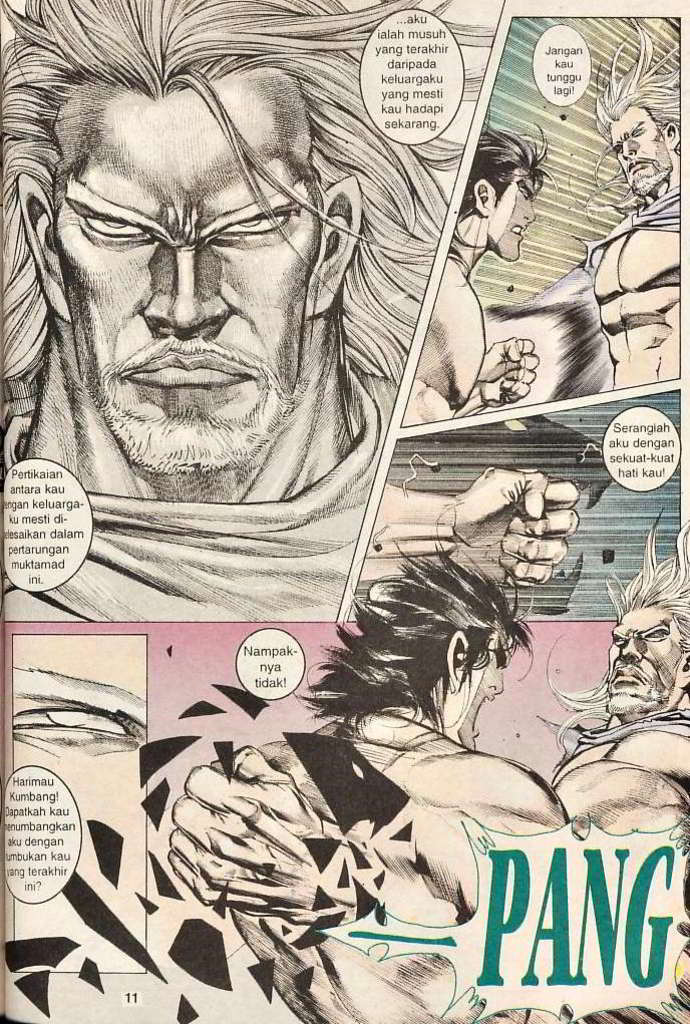 ...aku
ialah musuh
yang terakhir
daripada
keluargaku
yang mesti
kau hadapi
sekarang.
Pertikaian
antara kau
dengan keluarga-
ku mesti di-
selesaikan dalam
pertarungan
muktamad
ini.
Jangan
kau
tunggu
lagi!
Serangiah
aku dengan
sekuat-kuat
hati kau!
Harimau
Kumbang!
Dapatkah kau
menumbangkan
aku dengan
tumbukan kau
yang terakhir
ini?
Nampak-
nya
tidak!
PANG
11